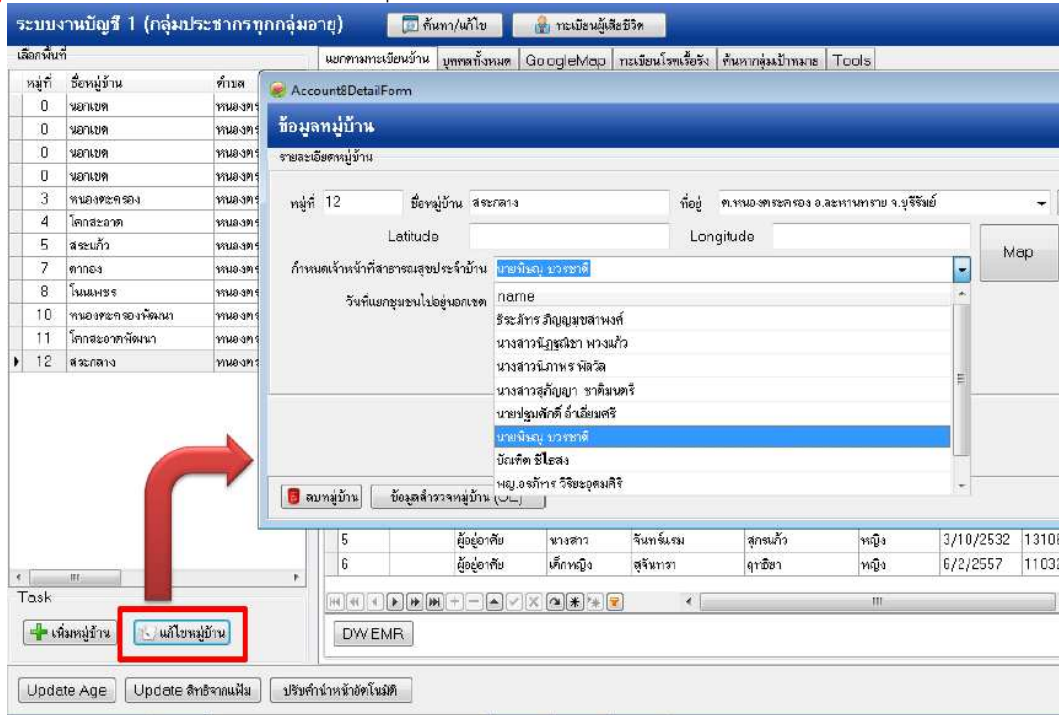 ระบบงานบัญชี 1 (กลุ่มประชากรทุกกลุ่มอายุ) ค้นหา/แก้ไข ทะเบียนผู้เสียชีวิต
เลือกพื้นที่
แยกตามทะเบียนบ้าน บุคคลทั้งหมด GoogleMap ทะเบียนโรคเรื้อรัง ค้นหากลุ่มเป้าหมาย Tools
หมู่ที่ ชื่อหมู่บ้าน ตำบล
0 นอกเขต
0 นอกเขต
0 นอกเขต
0 นอกเขต
3 หนองตะครอง
4 โคกสะอาด
5 สระแก้ว
7 ตากอง
8 โนนเพชร
10 หนองตะครองพัฒนา
11 โคกสะอาดพัฒนา
12 สระกลาง
Account8DetailForm
ข้อมูลหมู่บ้าน
รายละเอียดหมู่บ้าน
หมู่ที่ 12 ชื่อหมู่บ้าน สระกลาง ที่อยู่ ต.หนองตระครอง อ.ละหานทราย จ.บุรีรัมย์
Latitude Longitude
Map
กำหนดเจ้าหน้าที่สาธารณสุขประจำบ้าน นายพิษณุ บวรชาติ
วันที่แยกชุมชนไปอยู่นอกเขต
name
ธีระภัทร ภิญญมุขสาพงศ์
นางสาวนิภาพร พัลวัล
นางสาวสุกัญญา ชาติมนตรี
นายปฐมศักดิ์ อ่ำเอี่ยมศรี
นายพิษณุ บวรชาติ
บัณฑิต ชีไธสง
พญ.อรภัทร วิริยะอุดมศิริ
ลบหมู่บ้าน ข้อมูลสำรวจหมู่บ้าน
5 ผู้อยู่อาศัย นางสาว จันทร์แรม สุกรแก้ว หญิง 3/10/2532
6 ผู้อยู่อาศัย เด็กหญิง สุจันทรา ฤาธิษา หญิง 6/2/2557
Task
เพิ่มหมู่บ้าน แก้ไขหมู่บ้าน
DW EMR
Update Age Update สิทธิจากแฟ้ม ปรับคำนำหน้าอัตโนมัติ